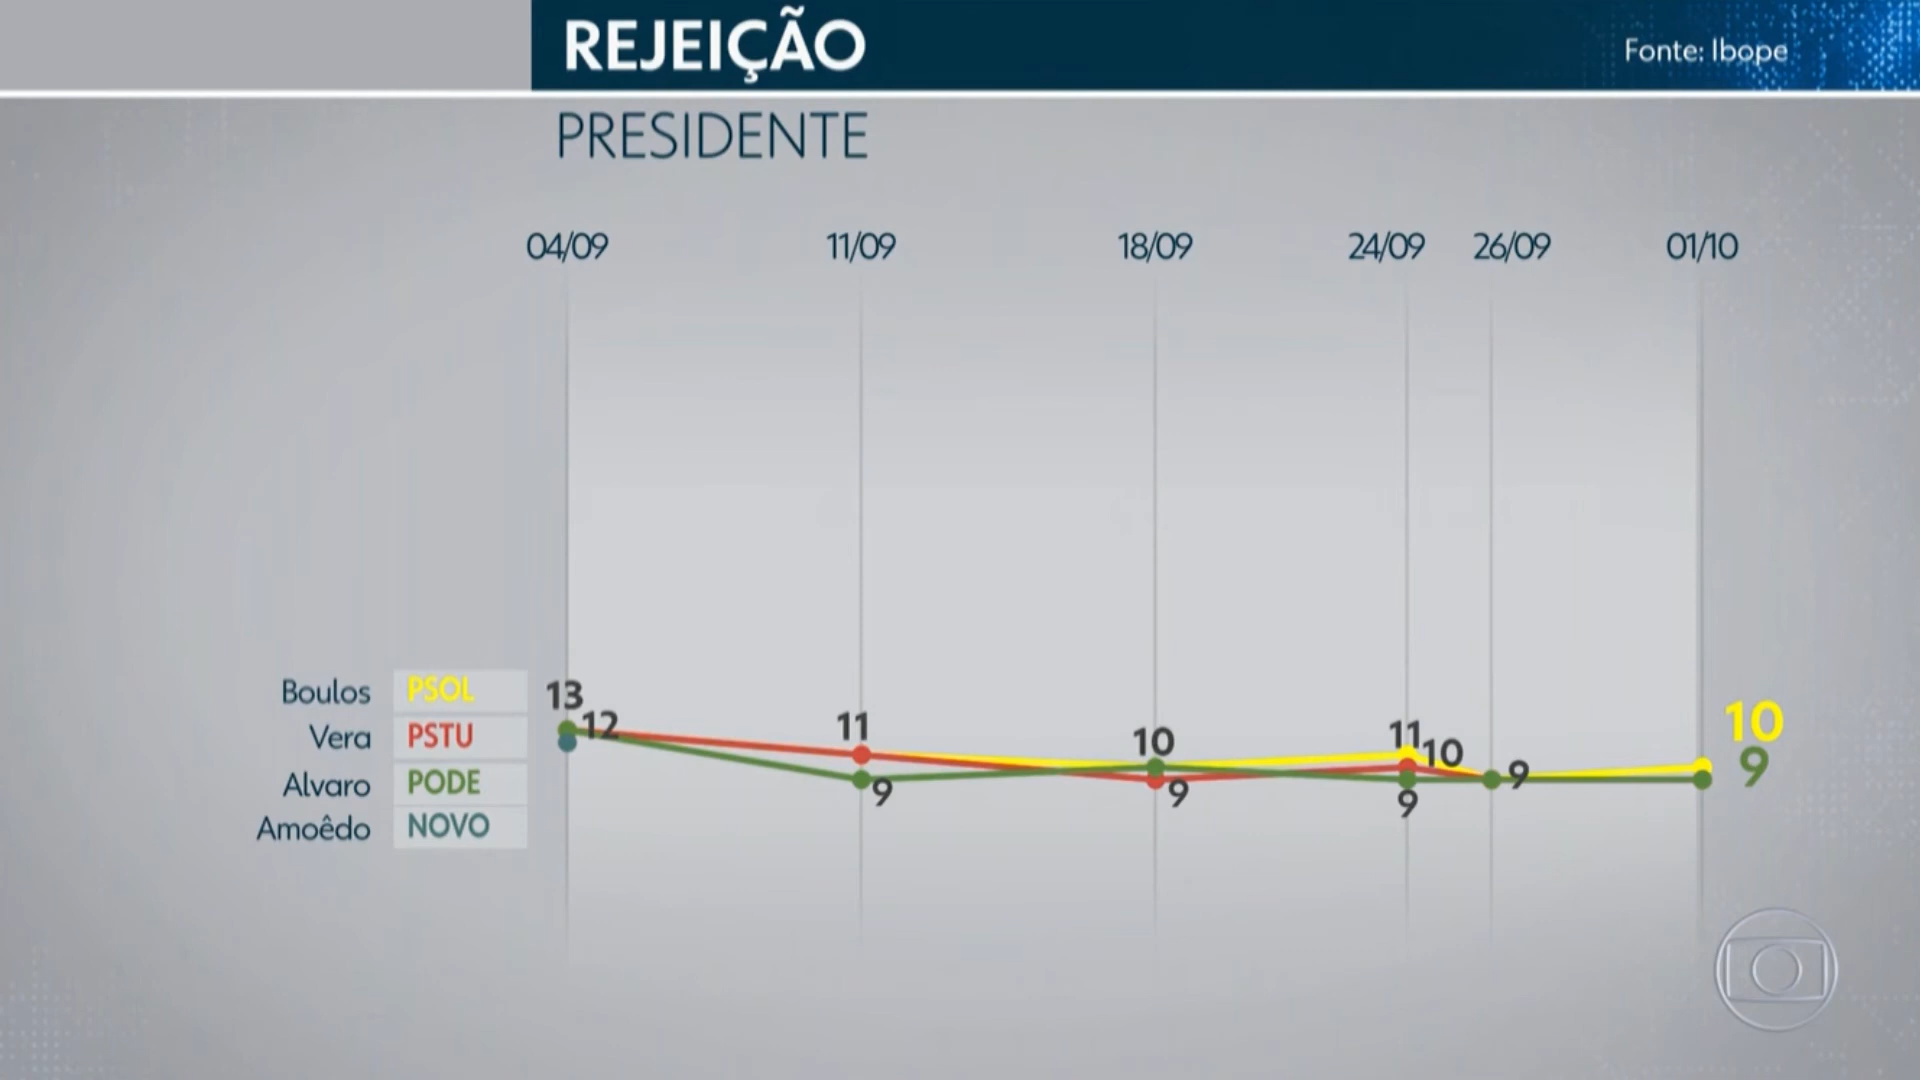 REJEIÇÃO
Fonte: Ibope
PRESIDENTE
04/09 11/09 18/09 24/09 26/09 01/10
Boulos PSOL
Vera PSTU
Alvaro PODE
Amoêdo NOVO
13 12
11
9
10
9
11 10
9
9
10
9